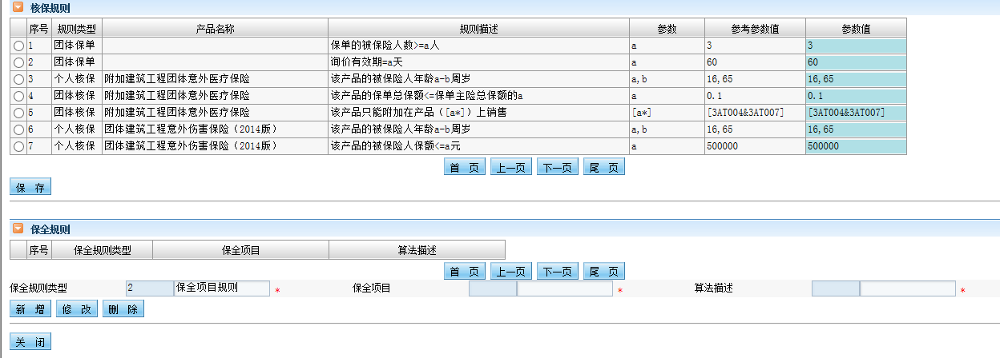 核保规则
序号 规则类型 产品名称 规则描述 参数 参考参数值 参数值
1 团体保单 保单的被保险人数>=a人 a 3 3
2 团体保单 询价有效期=a天 a 60 60
3 个人核保 附加建筑工程团体意外医疗保险 该产品的被保险人年龄a-b周岁 a,b 16,65 16,65
4 团体核保 附加建筑工程团体意外医疗保险 该产品的保单总保额<=保单主险总保额的a a 0.1 0.1
5 团体核保 附加建筑工程团体意外医疗保险 该产品只能附加在产品（[a*]）上销售 [a*] [3AT004&3AT007] [3AT004&3AT007]
6 个人核保 团体建筑工程意外伤害保险（2014版） 该产品的被保险人年龄a-b周岁 a,b 16,65 16,65
7 个人核保 团体建筑工程意外伤害保险（2014版） 该产品的被保险人保额<=a元 a 500000 500000
首 页 上一页 下一页 尾 页
保 存
保全规则
序号 保全规则类型 保全项目 算法描述
首 页 上一页 下一页 尾 页
保全规则类型 2 保全项目规则 * 保全项目 * 算法描述 *
新 增 修 改 删 除
关 闭